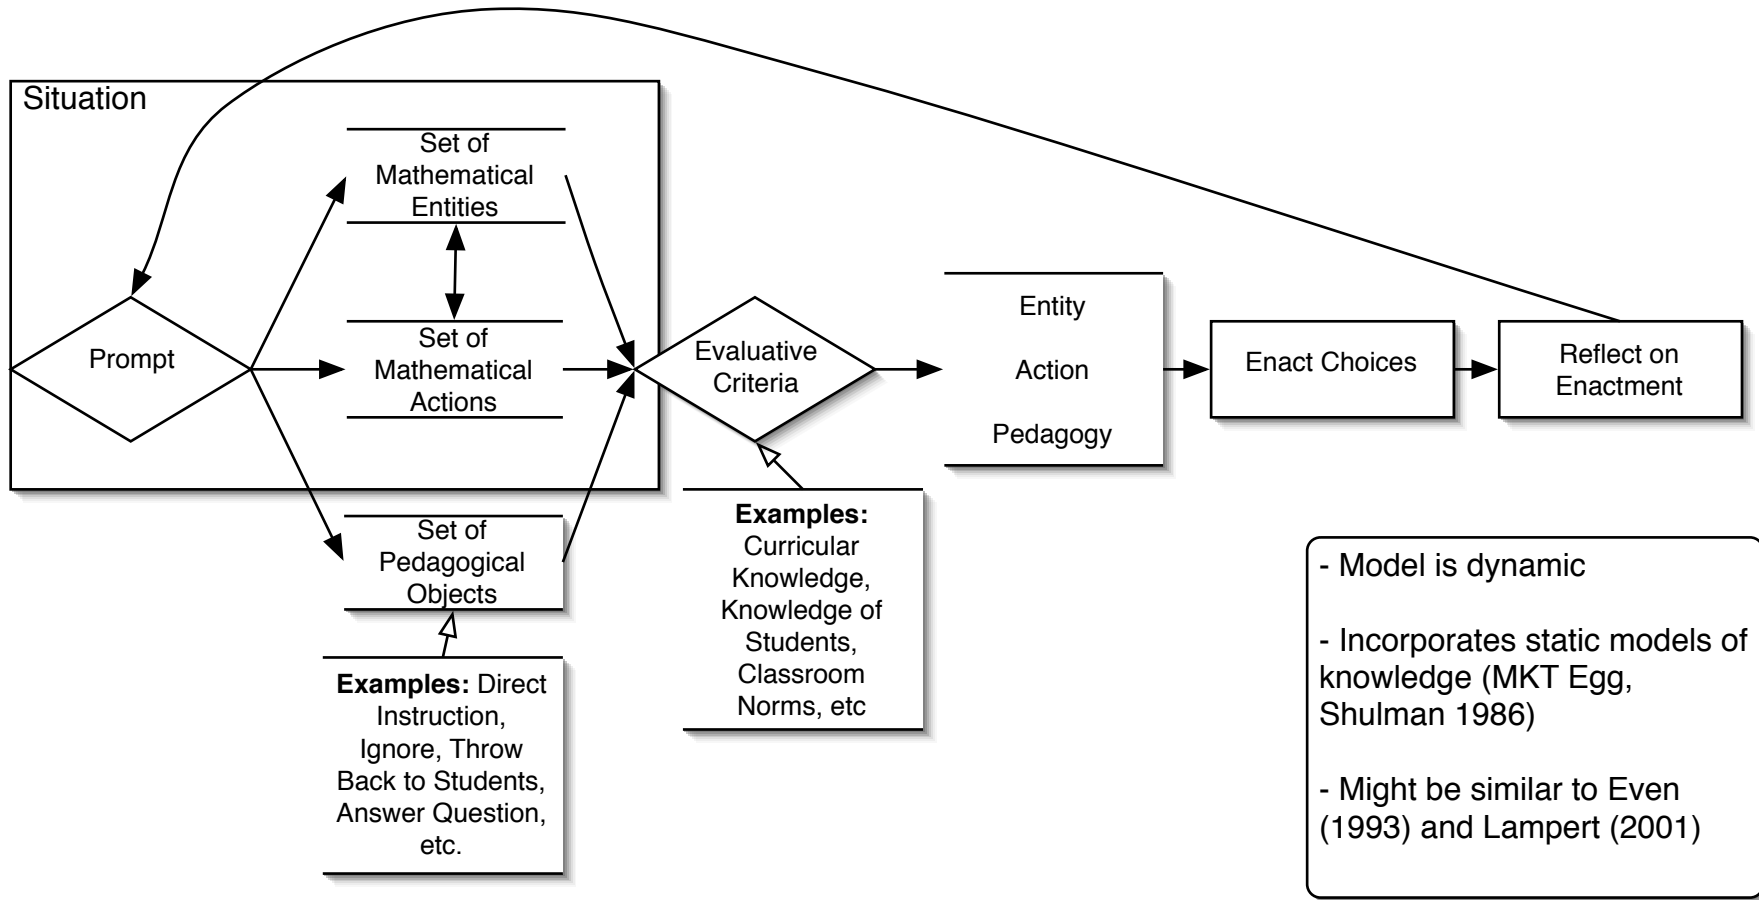 Situation
Set of
Mathematical
Entities
Prompt
Set of
Mathematical
Actions
Set of
Pedagogical
Objects
Examples: Direct
Instruction,
Ignore, Throw
Back to Students,
Answer Question,
etc.
Evaluative
Criteria
Examples:
Curricular
Knowledge,
Knowledge of
Students,
Classroom
Norms, etc
Entity
Action
Pedagogy
Enact Choices
Reflect on
Enactment
- Model is dynamic
- Incorporates static models of
knowledge (MKT Egg,
Shulman 1986)
- Might be similar to Even
(1993) and Lampert (2001)